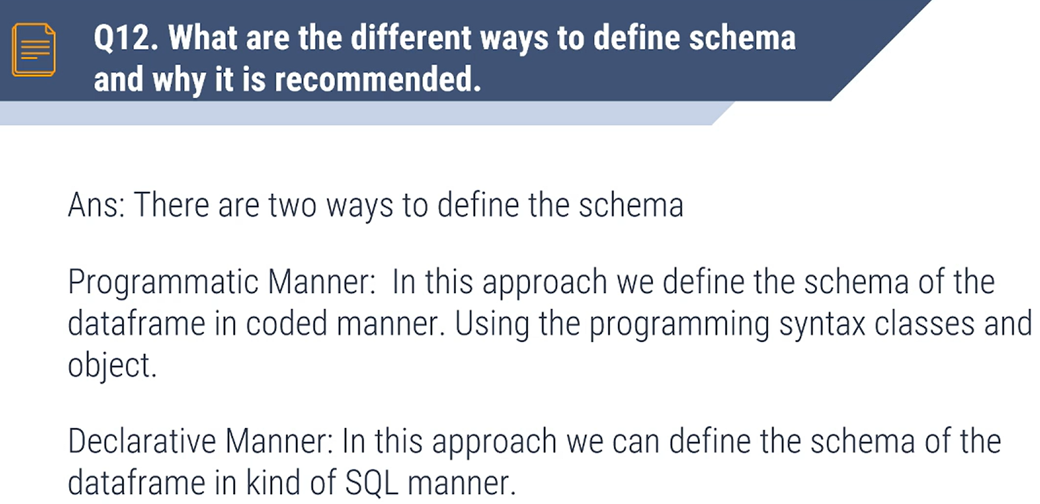 Q12. What are the different ways to define schema
and why it is recommended.
Ans: There are two ways to define the schema
Programmatic Manner:  In this approach we define the schema of the
dataframe in coded manner. Using the programming syntax classes and
object.
Declarative Manner: In this approach we can define the schema of the
dataframe in kind of SQL manner.